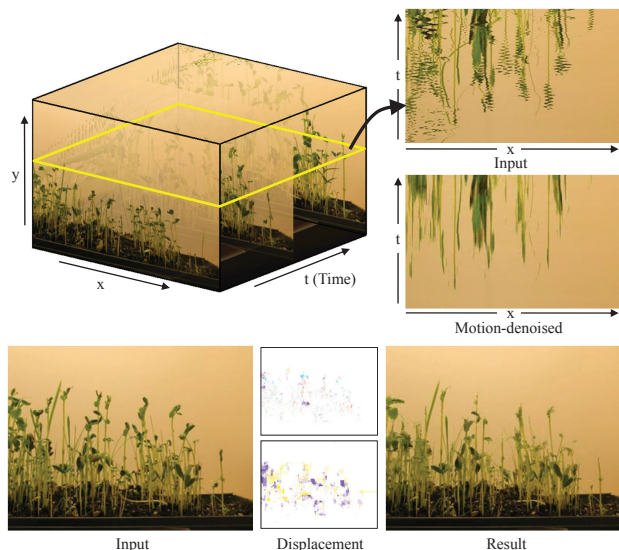 y
x
t (Time)
t
x
Input
t
x
Motion-denoised
Input
Displacement
Result